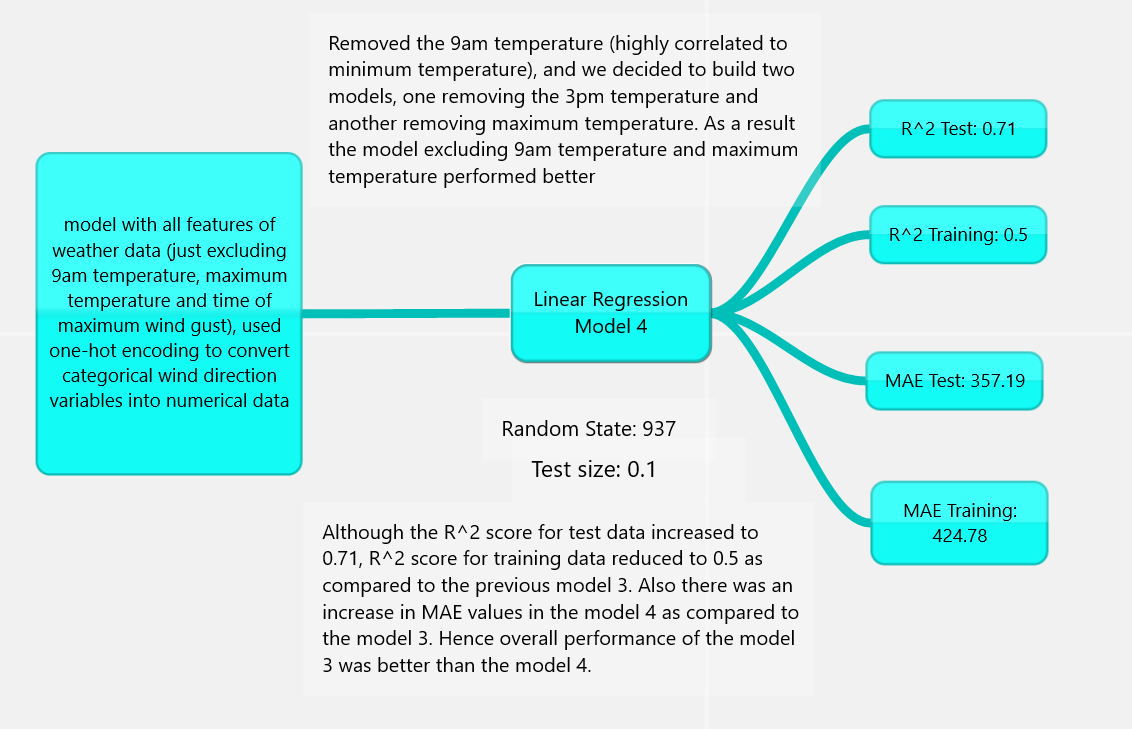 Removed the 9am temperature (highly correlated to
minimum temperature), and we decided to build two
models, one removing the 3pm temperature and
another removing maximum temperature. As a result
the model excluding 9am temperature and maximum
temperature performed better
model with all features of
weather data (just excluding
9am temperature, maximum
temperature and time of
maximum wind gust), used
one-hot encoding to convert
categorical wind direction
variables into numerical data
Linear Regression
Model 4
R^2 Test: 0.71
R^2 Training: 0.5
MAE Test: 357.19
MAE Training:
424.78
Random State: 937
Test size: 0.1
Although the R^2 score for test data increased to
0.71, R^2 score for training data reduced to 0.5 as
compared to the previous model 3. Also there was an
increase in MAE values in the model 4 as compared to
the model 3. Hence overall performance of the model
3 was better than the model 4.